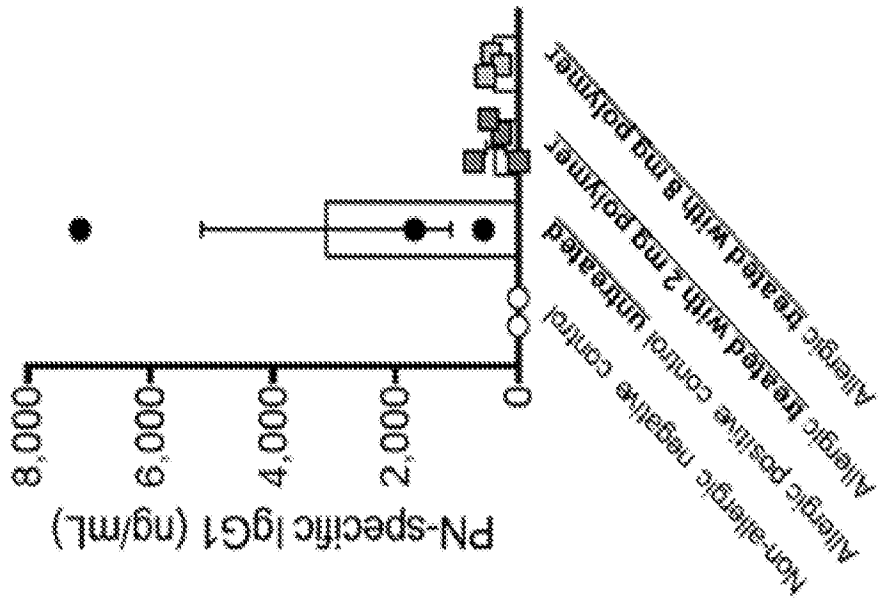 PN-specific IgG1 (ng/mL)
8,000
6,000
4,000
2,000
0
Non-allergic negative control
Allergic positive control untreated
Allergic treated with 2 mg polymer
Allergic treated with 8 mg polymer